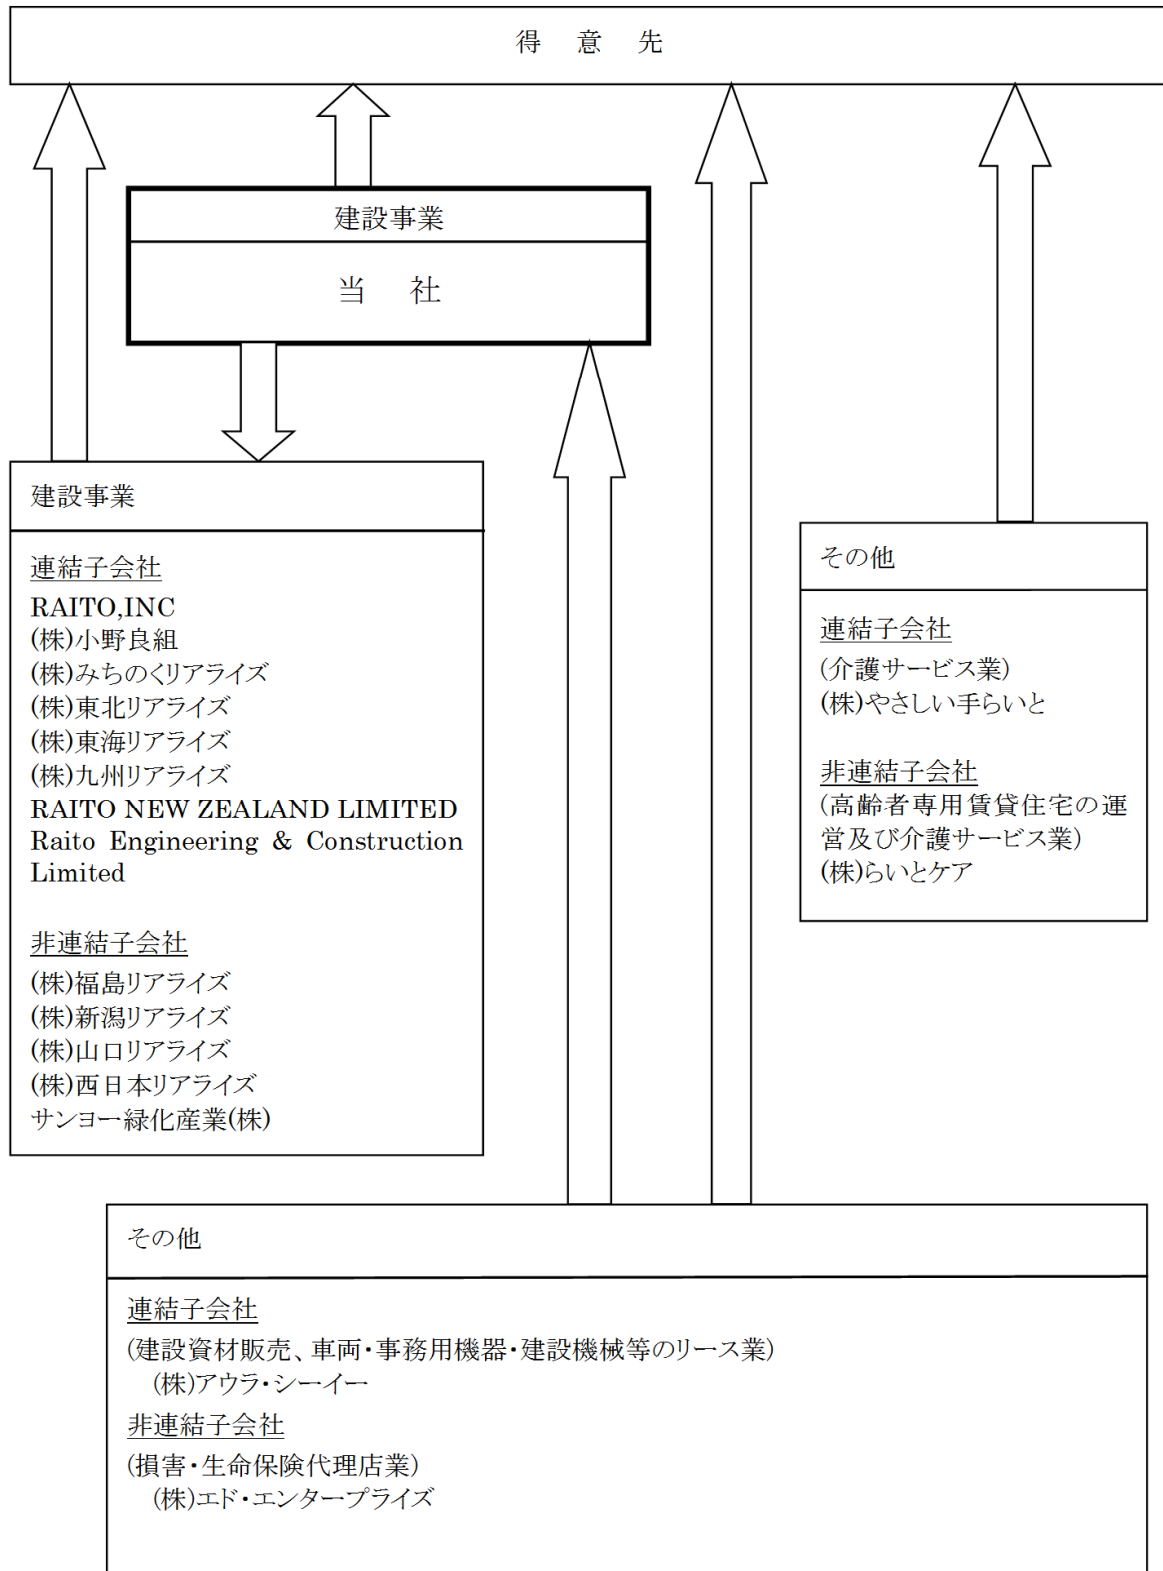 得 意 先
建設事業
当 社
建設事業
連結子会社
RAITO,INC
(株)小野良組
(株)みちのくリアライズ
(株)東北リアライズ
(株)東海リアライズ
(株)九州リアライズ
RAITO NEW ZEALAND LIMITED
Raito Engineering & Construction
Limited
非連結子会社
(株)福島リアライズ
(株)新潟リアライズ
(株)山口リアライズ
(株)西日本リアライズ
サンヨー緑化産業(株)
その他
連結子会社
(介護サービス業)
(株)やさしい手らいと
非連結子会社
(高齢者専用賃貸住宅の運
営及び介護サービス業)
(株)らいとケア
その他
連結子会社
(建設資材販売、車両・事務用機器・建設機械等のリース業)
(株)アウラ・シーイー
非連結子会社
(損害・生命保険代理店業)
(株)エド・エンタープライズ